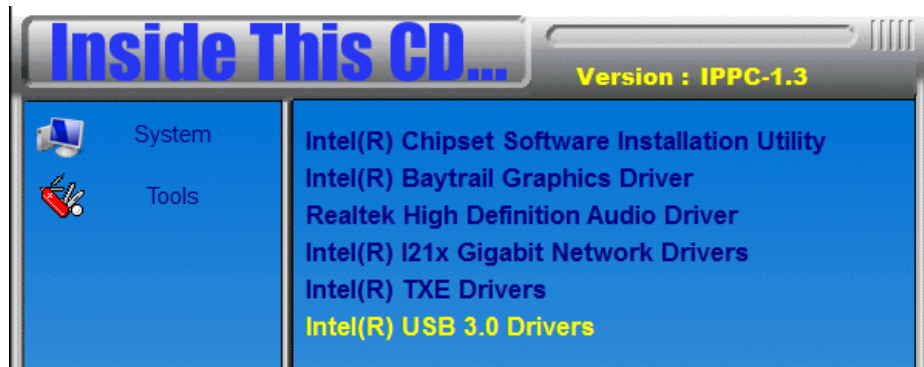 Inside This CD...
Version : IPPC-1.3
System
Tools
Intel(R) Chipset Software Installation Utility
Intel(R) Baytrail Graphics Driver
Realtek High Definition Audio Driver
Intel(R) I21x Gigabit Network Drivers
Intel(R) TXE Drivers
Intel(R) USB 3.0 Drivers